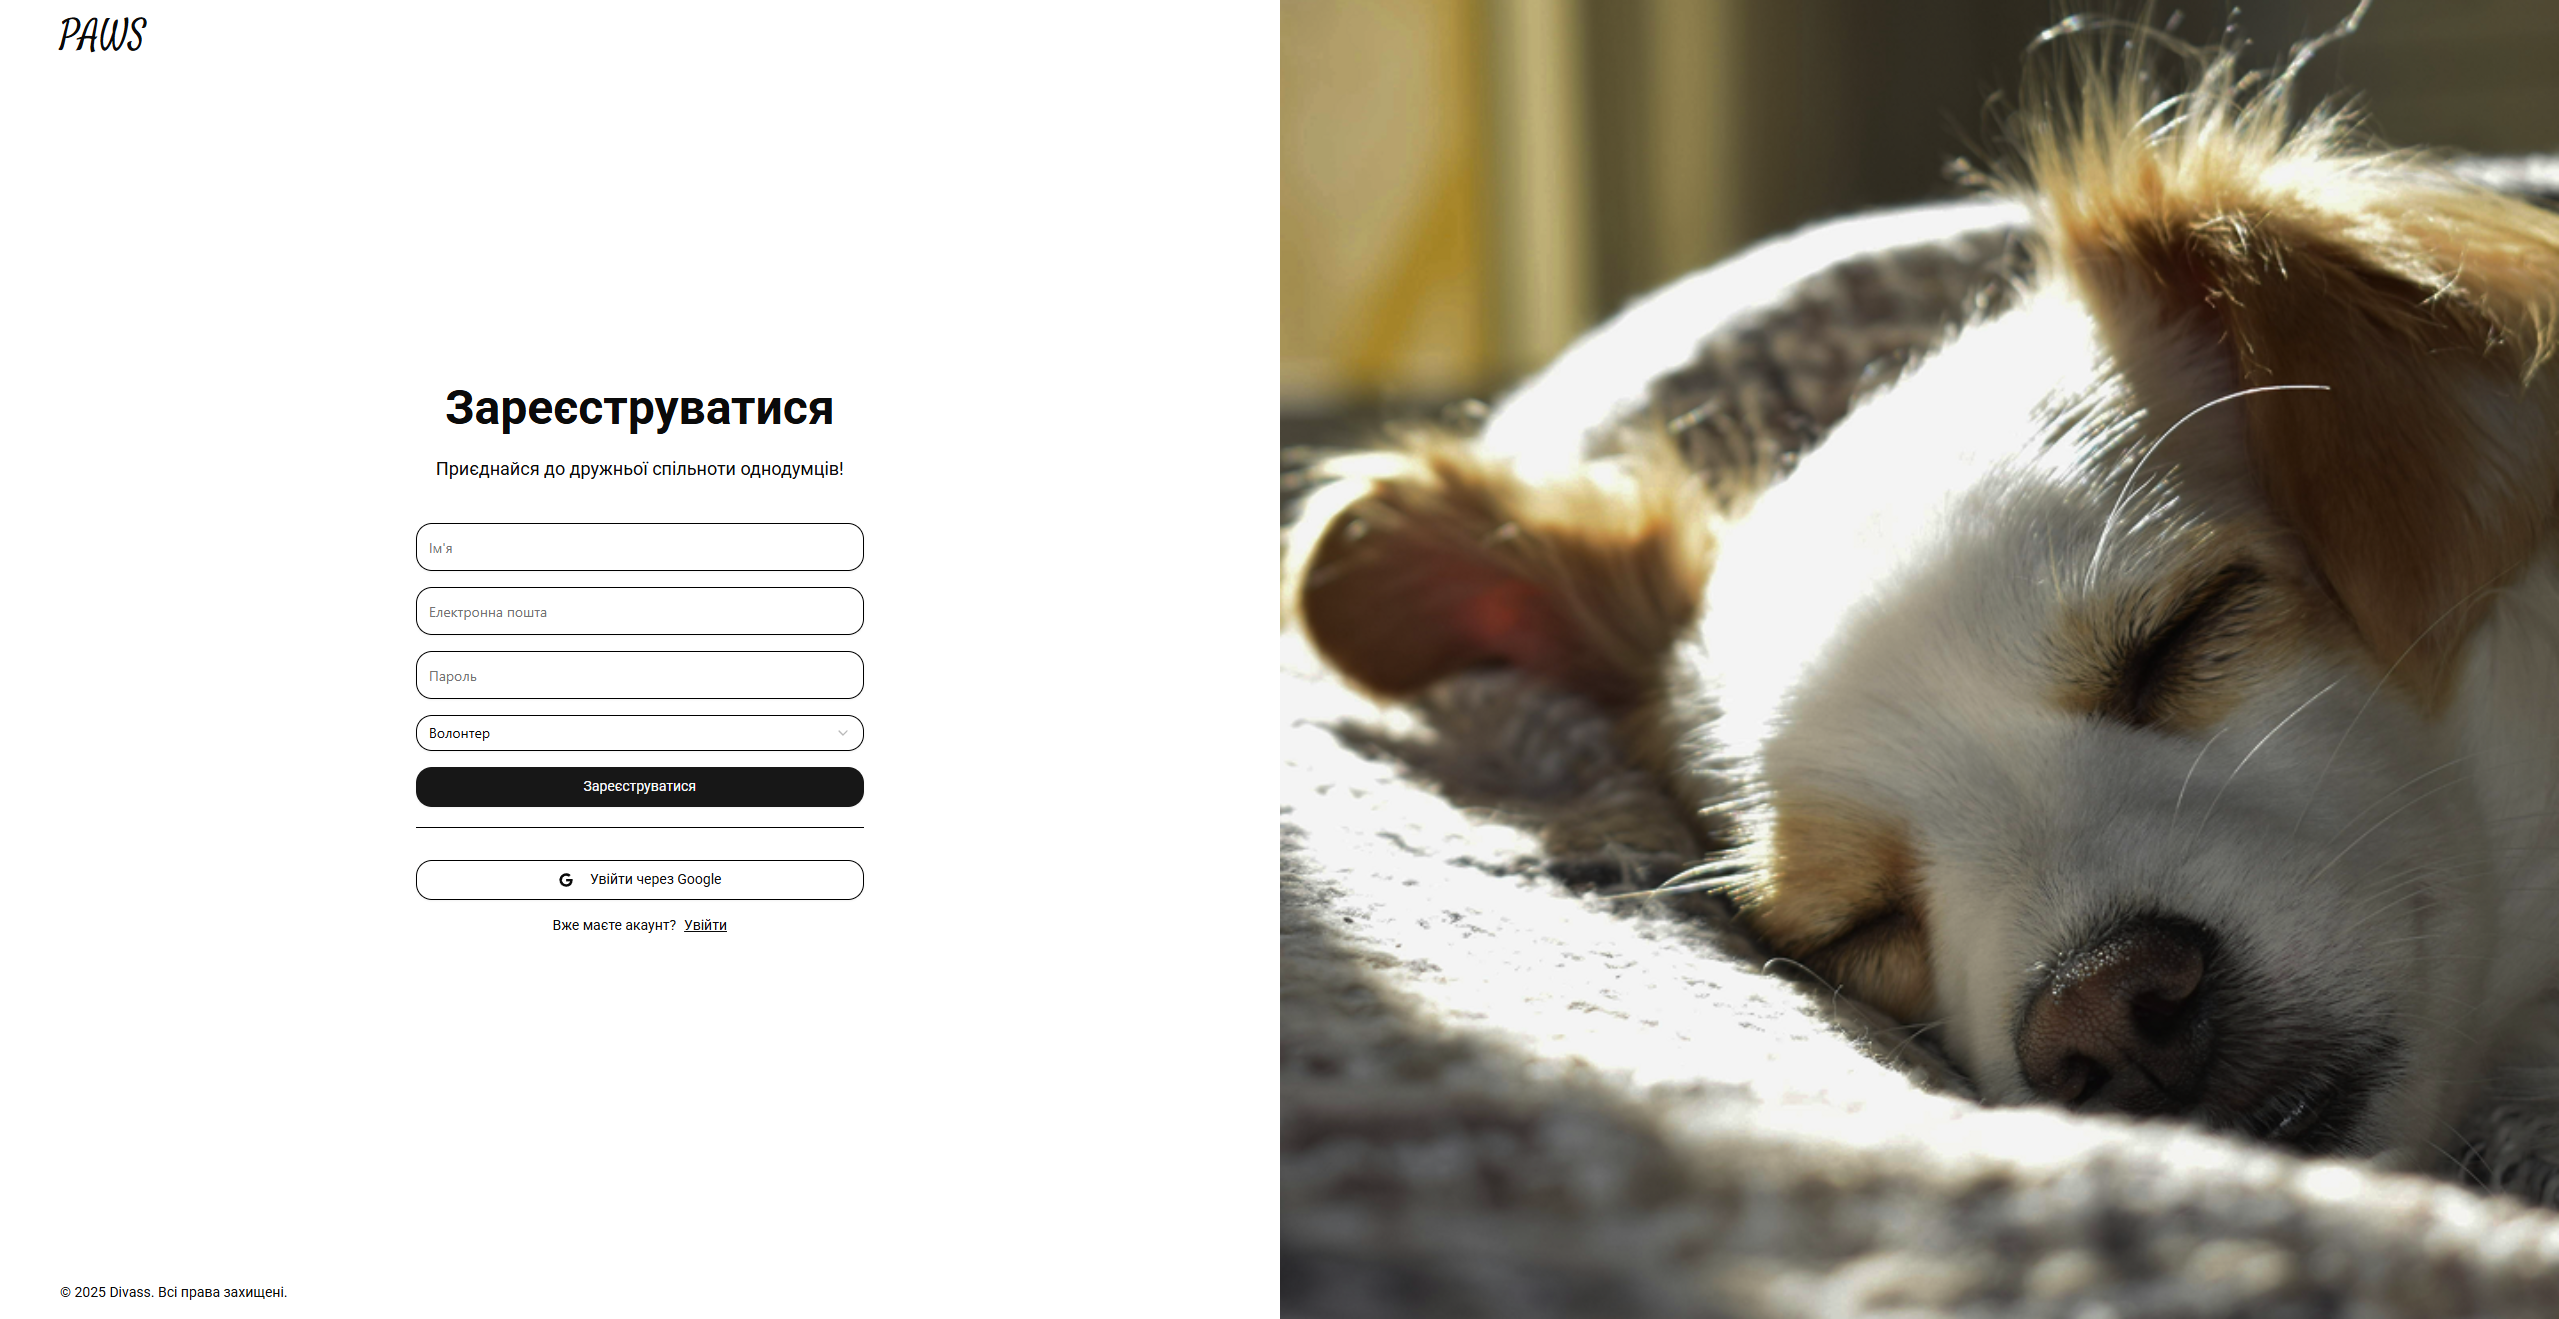 PAWS
Зареєструватися
Приєднайся до дружньої спільноти однодумців!
Ім'я
Електронна пошта
Пароль
Волонтер
Зареєструватися
Увійти через Google
Вже маєте акаунт? Увійти
© 2025 Divass. Всі права захищені.